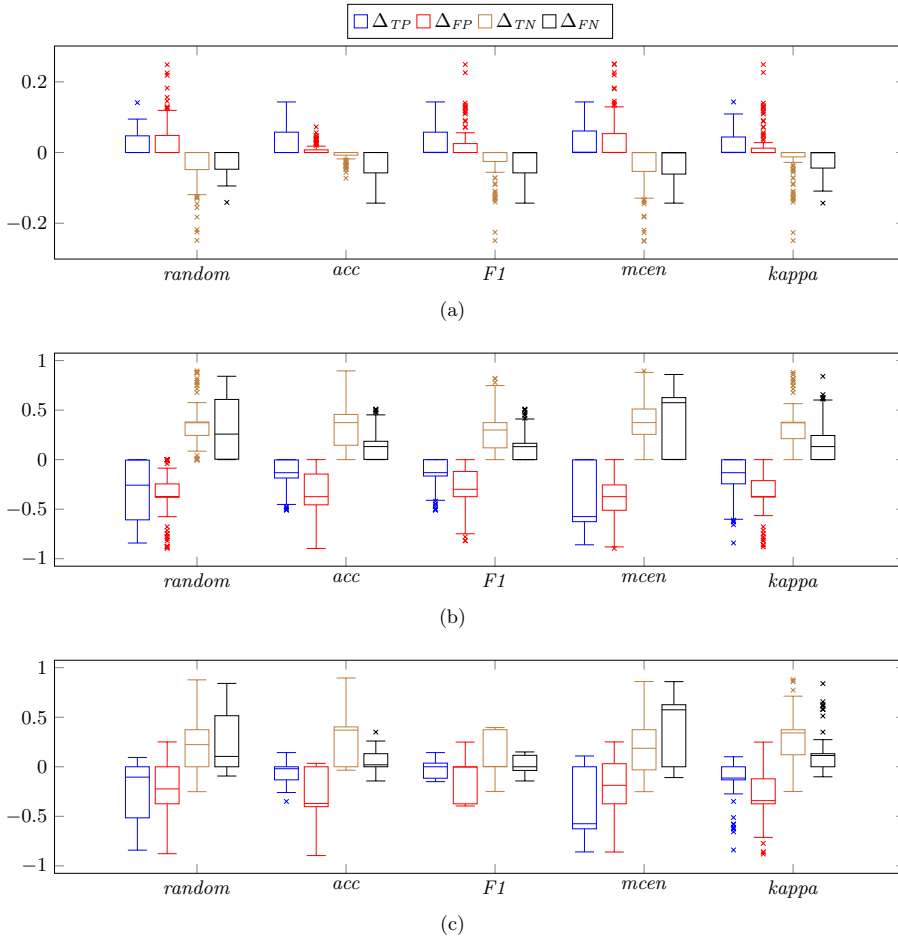 Δ_TP Δ_FP Δ_TN Δ_FN
0.2
0
−0.2
random acc F1 mcen kappa
(a)
1
0.5
0
−0.5
−1
random acc F1 mcen kappa
(b)
1
0.5
0
−0.5
−1
random acc F1 mcen kappa
(c)